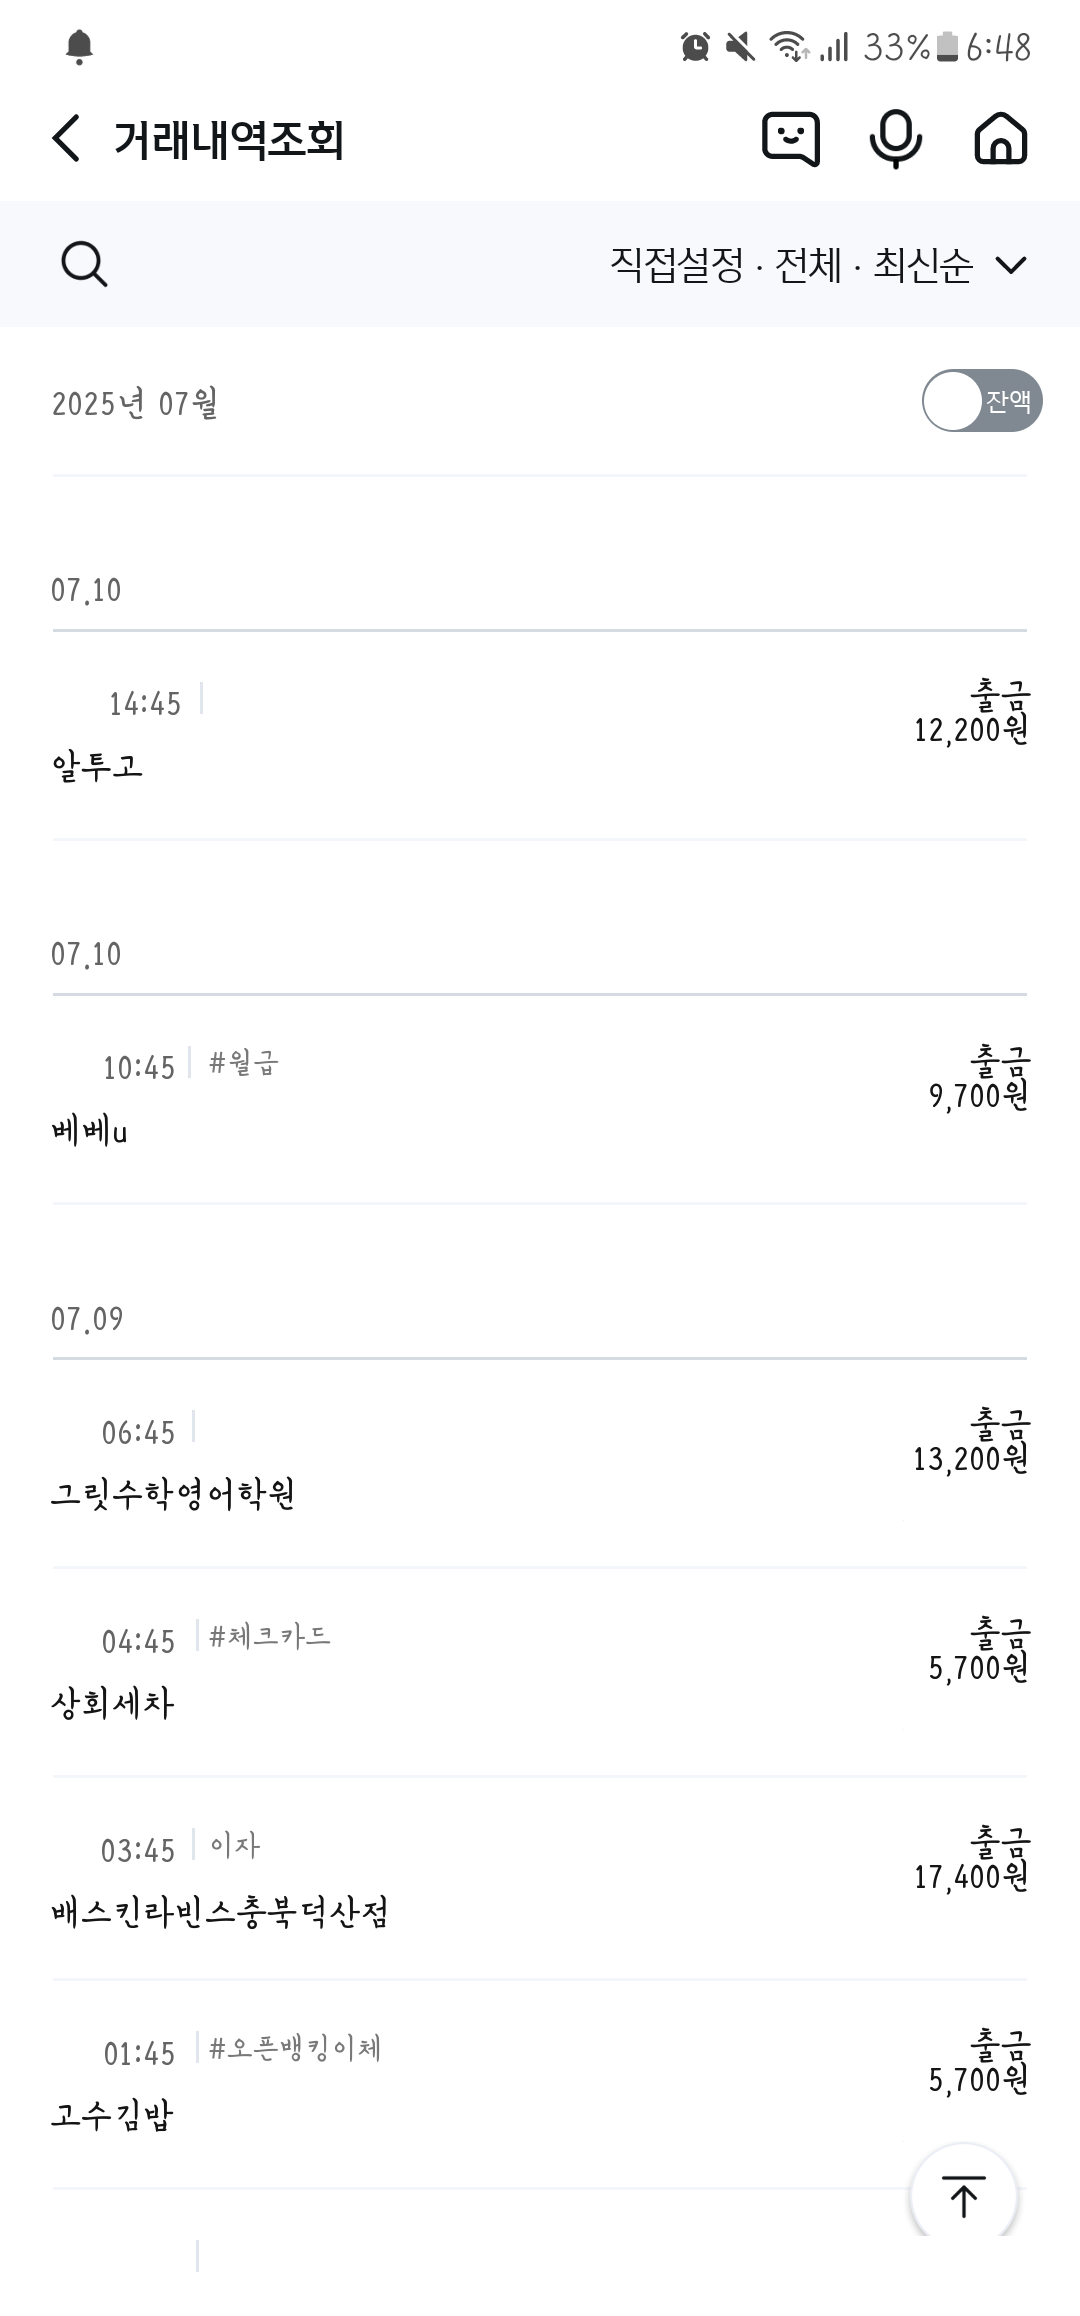 33% 6:48
거래내역조회
직접설정 · 전체 · 최신순
2025년 07월
잔액
07.10
14:45
출금
12,200원
알투고
07.10
10:45 #월급
출금
9,700원
베베u
07.09
06:45
출금
13,200원
그릿수학영어학원
04:45 #체크카드
출금
5,700원
상회세차
03:45 이자
출금
17,400원
배스킨라빈스충북덕산점
01:45 #오픈뱅킹이체
출금
5,700원
고수김밥